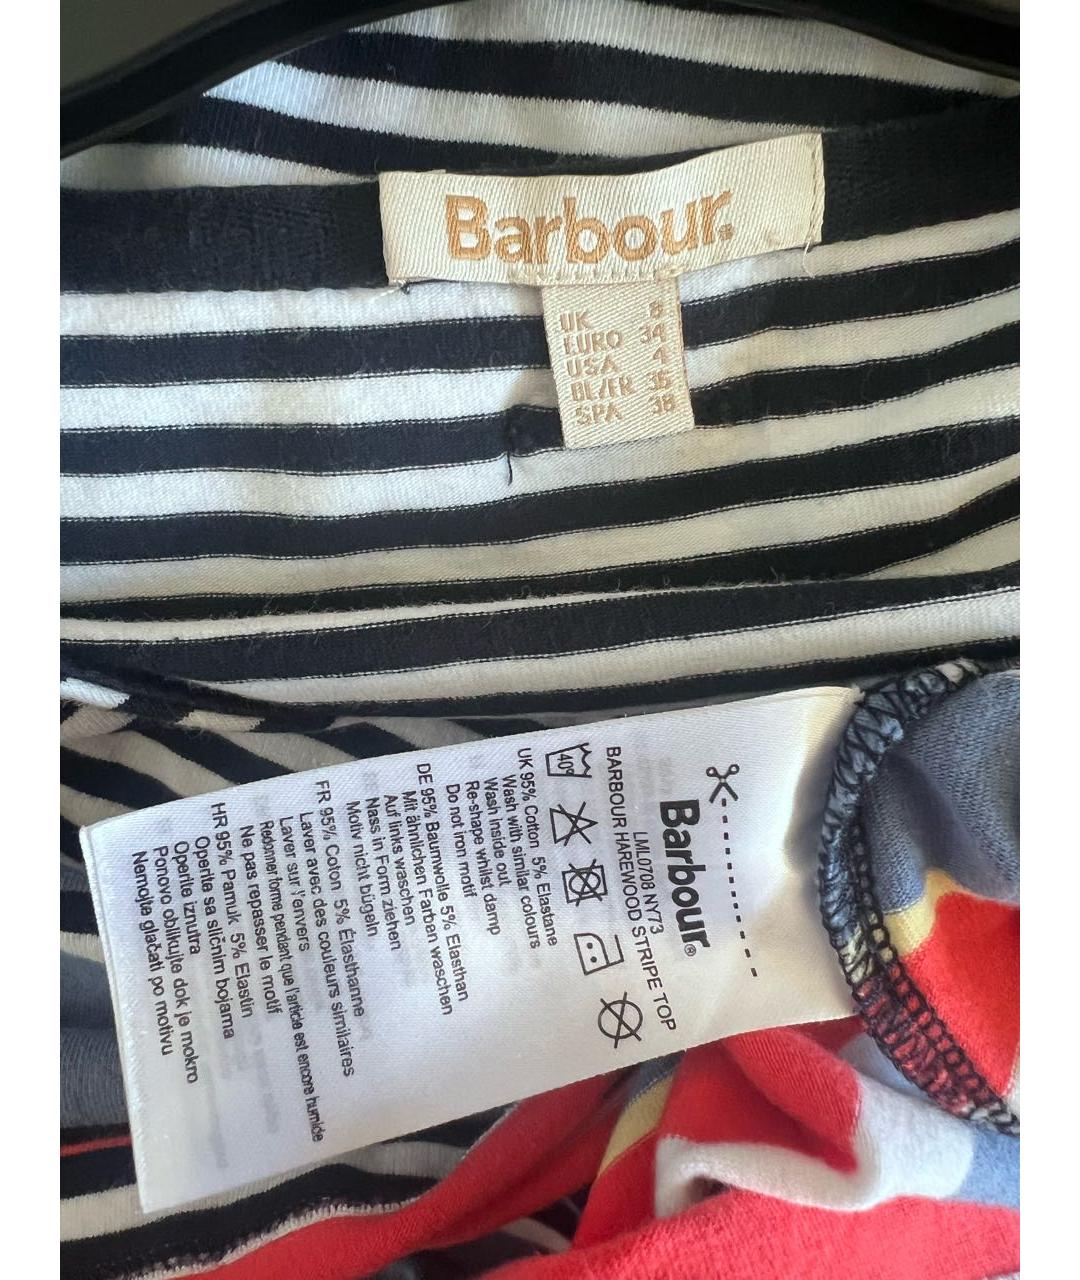 Barbour.
UK 8
EURO 34
USA 4
BE/FR 36
SPA 38
Barbour®
LML0708 NY73
BARBOUR HAREWOOD STRIPE TOP
40°
UK 95% Cotton 5% Elastane
Wash with similar colours
Wash inside out
Re-shape whilst damp
Do not iron motif
DE 95% Baumwolle 5% Elasthan
Mit ähnlichen Farben waschen
Auf links waschen
Nass in Form ziehen
Motiv nicht bügeln
FR 95% Coton 5% Élasthanne
Laver avec des couleurs similaires
Laver sur l'envers
Redonner forme pendant que l'article est encore humide
Ne pas repasser le motif
HR 95% Pamuk 5% Elastin
Operite sa sličnim bojama
Operite iznutra
Ponovo oblikujte dok je mokro
Nemojte glačati po motivu